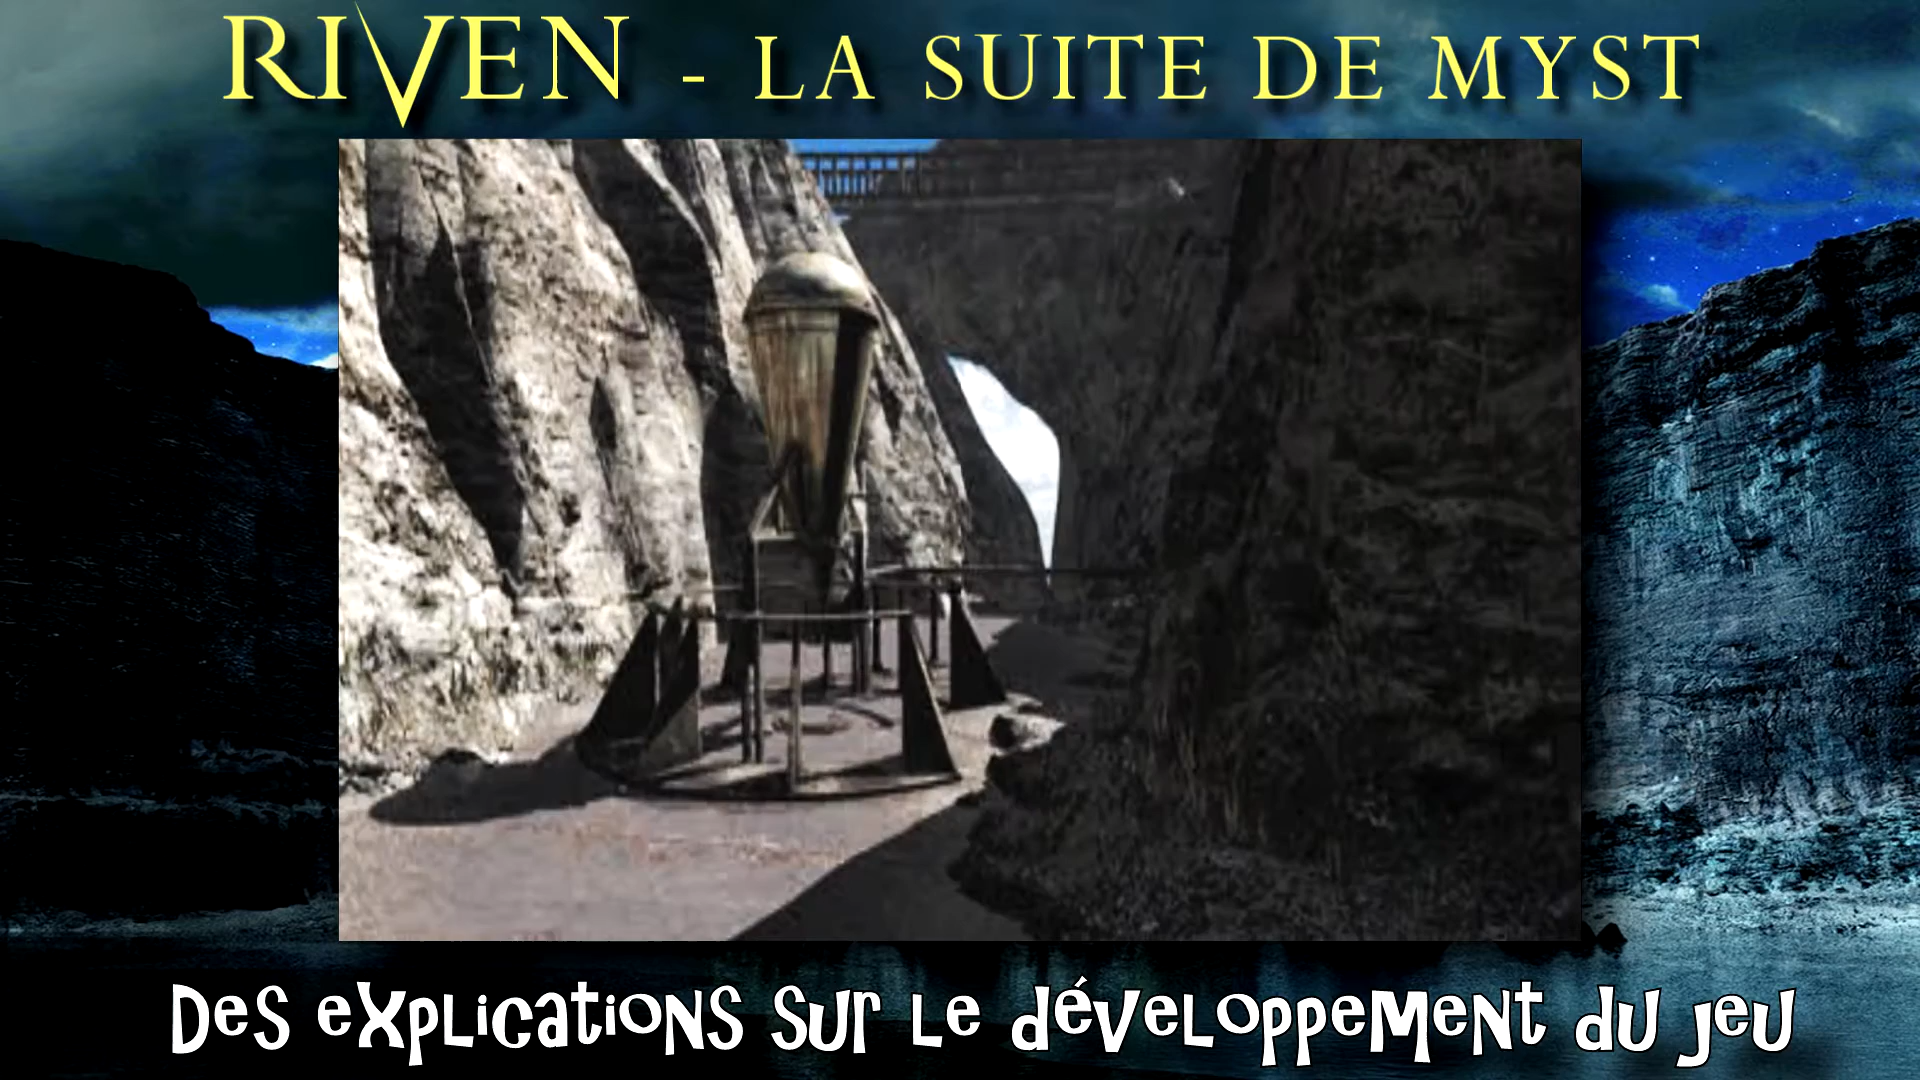 RIVEN - LA SUITE DE MYST
Des explications sur le développement du jeu